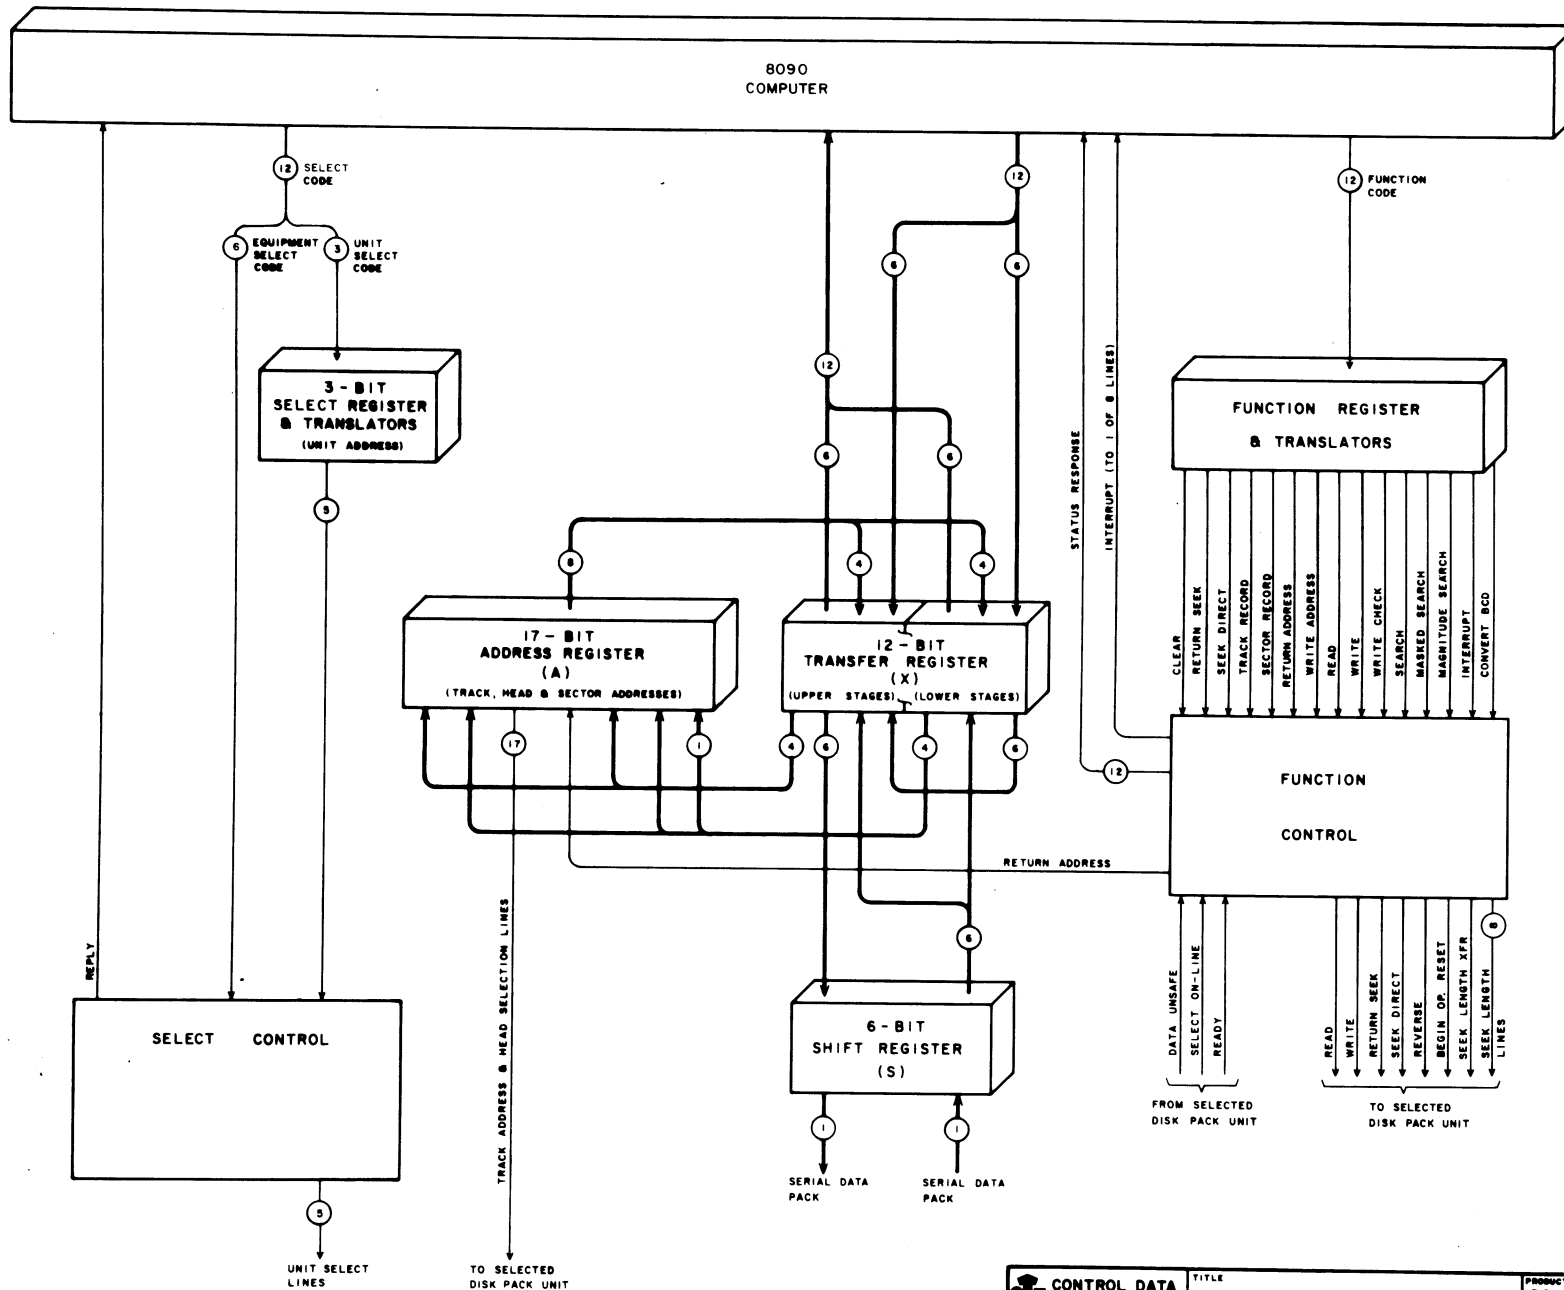 8090
COMPUTER
12
SELECT
CODE
12
12
FUNCTION
CODE
6
EQUIPMENT
SELECT
CODE
3
UNIT
SELECT
CODE
6
6
3-BIT
SELECT REGISTER
& TRANSLATORS
(UNIT ADDRESS)
12
6
6
FUNCTION REGISTER
& TRANSLATORS
STATUS RESPONSE
INTERRUPT (TO 1 OF 8 LINES)
5
8
4
4
CLEAR
RETURN SEEK
SEEK DIRECT
TRACK RECORD
SECTOR RECORD
RETURN ADDRESS
WRITE ADDRESS
READ
WRITE
WRITE CHECK
SEARCH
MASKED SEARCH
MAGNITUDE SEARCH
INTERRUPT
CONVERT BCD
17-BIT
ADDRESS REGISTER
(A)
(TRACK, HEAD & SECTOR ADDRESSES)
12-BIT
TRANSFER REGISTER
(X)
(UPPER STAGES)
(LOWER STAGES)
17
1
4
6
4
6
12
FUNCTION
CONTROL
RETURN ADDRESS
REPLY
TRACK ADDRESS & HEAD SELECTION LINES
6
8
DATA UNSAFE
SELECT ON-LINE
READY
READ
WRITE
RETURN SEEK
SEEK DIRECT
REVERSE
BEGIN OP. RESET
SEEK LENGTH XFR
SEEK LENGTH
LINES
SELECT CONTROL
6-BIT
SHIFT REGISTER
(S)
FROM SELECTED
DISK PACK UNIT
TO SELECTED
DISK PACK UNIT
1
1
SERIAL DATA
PACK
SERIAL DATA
PACK
5
UNIT SELECT
LINES
TO SELECTED
DISK PACK UNIT
CONTROL DATA
TITLE
PRODUCT